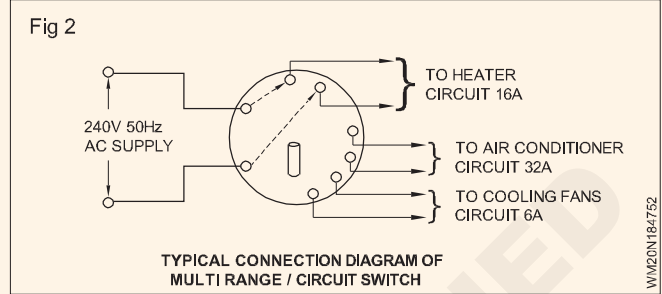 Fig 2
240V 50Hz
AC SUPPLY
TO HEATER
CIRCUIT 16A
TO AIR CONDITIONER
CIRCUIT 32A
TO COOLING FANS
CIRCUIT 6A
TYPICAL CONNECTION DIAGRAM OF
MULTI RANGE / CIRCUIT SWITCH
WM20N184752